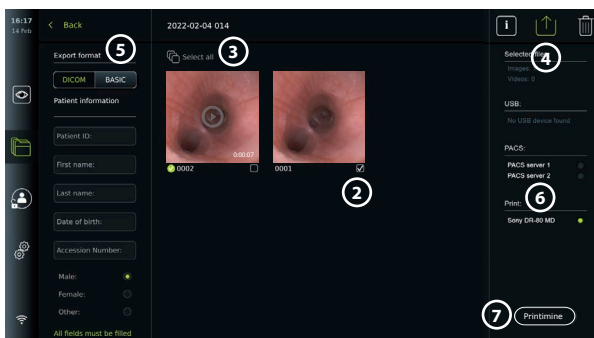 16:17
14 Feb
Back
2022-02-04 014
i
Export format
5
DICOM
BASIC
Patient information
Patient ID:
First name:
Last name:
Date of birth:
Accession Number:
Male:
Female:
Other:
All fields must be filled
Select all
3
0:00:07
0002
0001
2
Selected files:
4
Images:
Videos: 0
USB:
No USB device found
PACS:
PACS server 1
PACS server 2
6
Print:
Sony DR-80 MD
7
Printimine